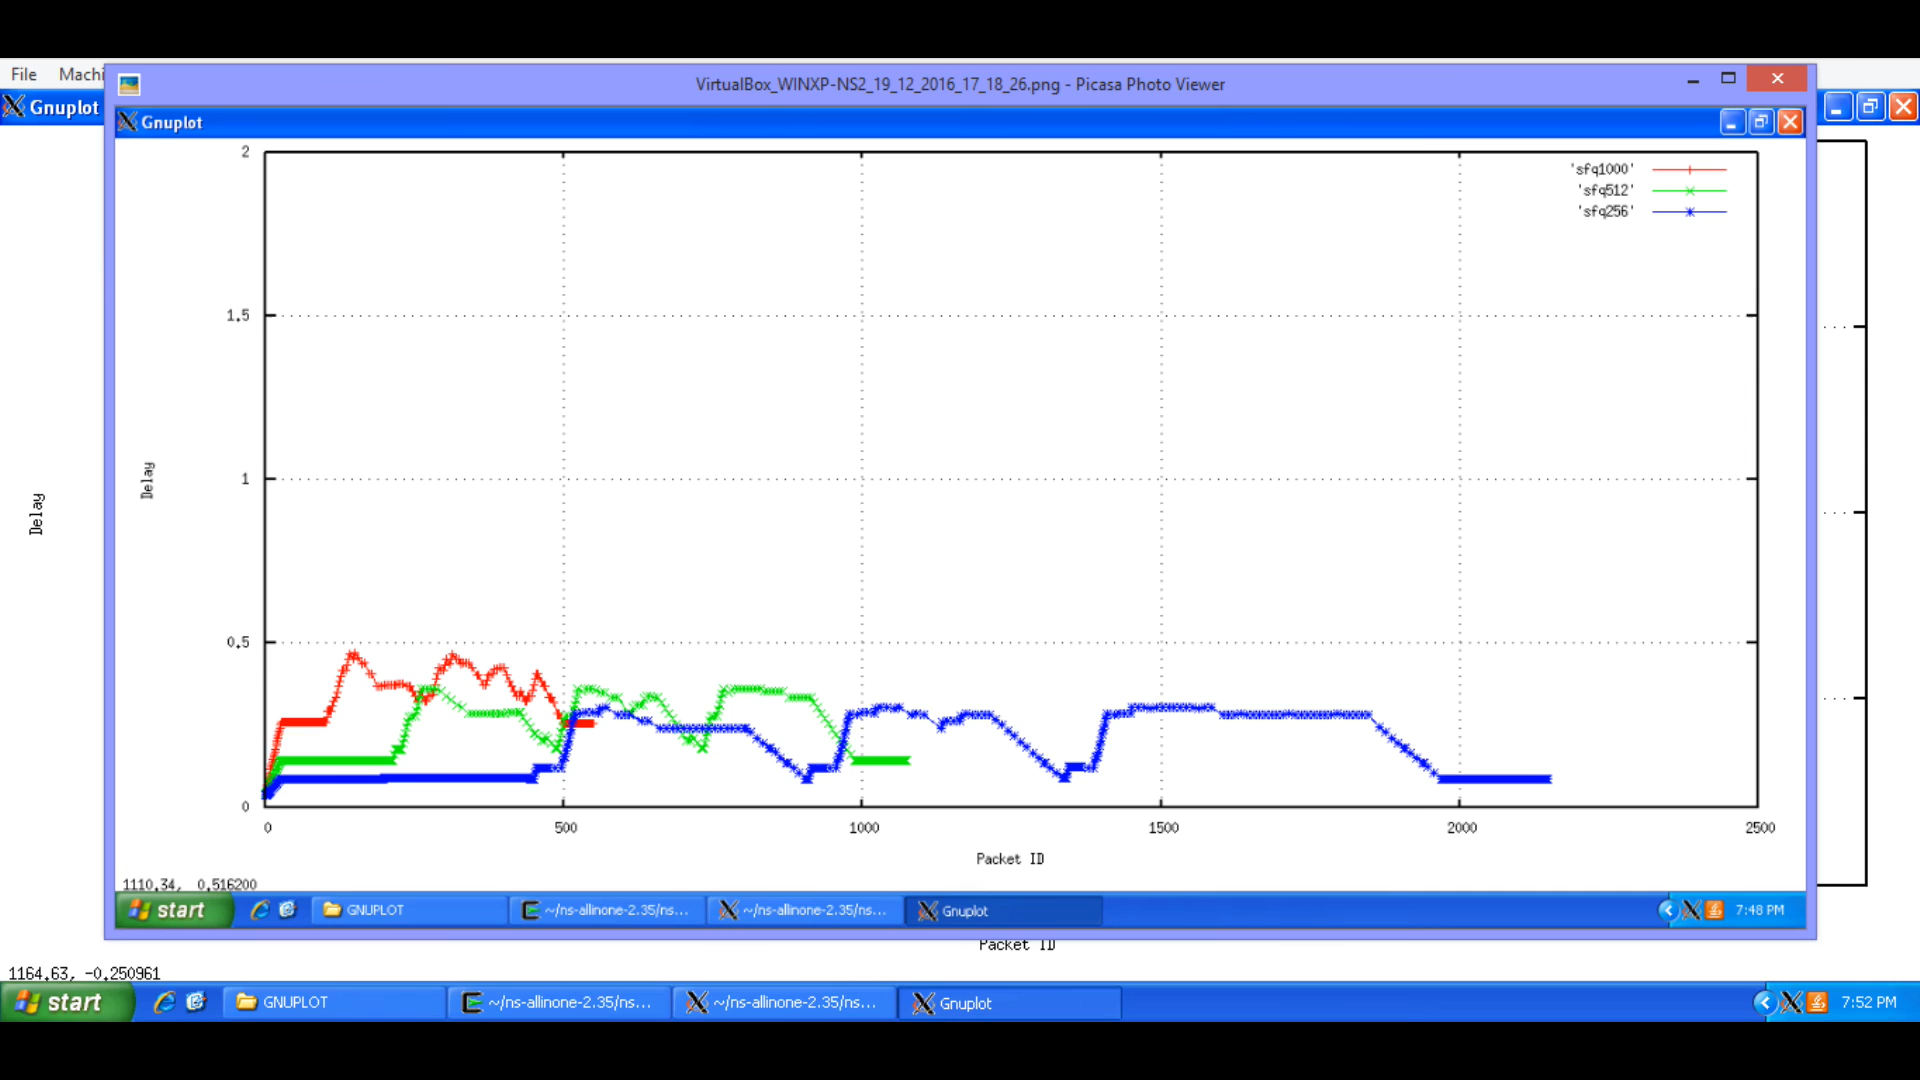 File Machi
VirtualBox_WINXP-NS2_19_12_2016_17_18_26.png - Picasa Photo Viewer
Gnuplot
Gnuplot
2
'sfq1000'
'sfq512'
'sfq256'
1.5
1
0.5
0
Delay
Delay
0 500 1000 1500 2000 2500
Packet ID
1110.34, 0.516200
start GNUPLOT ~/ns-allinone-2.35/ns... ~/ns-allinone-2.35/ns... Gnuplot 7:48 PM
Packet ID
1164.63, -0.250961
start GNUPLOT ~/ns-allinone-2.35/ns... ~/ns-allinone-2.35/ns... Gnuplot 7:52 PM